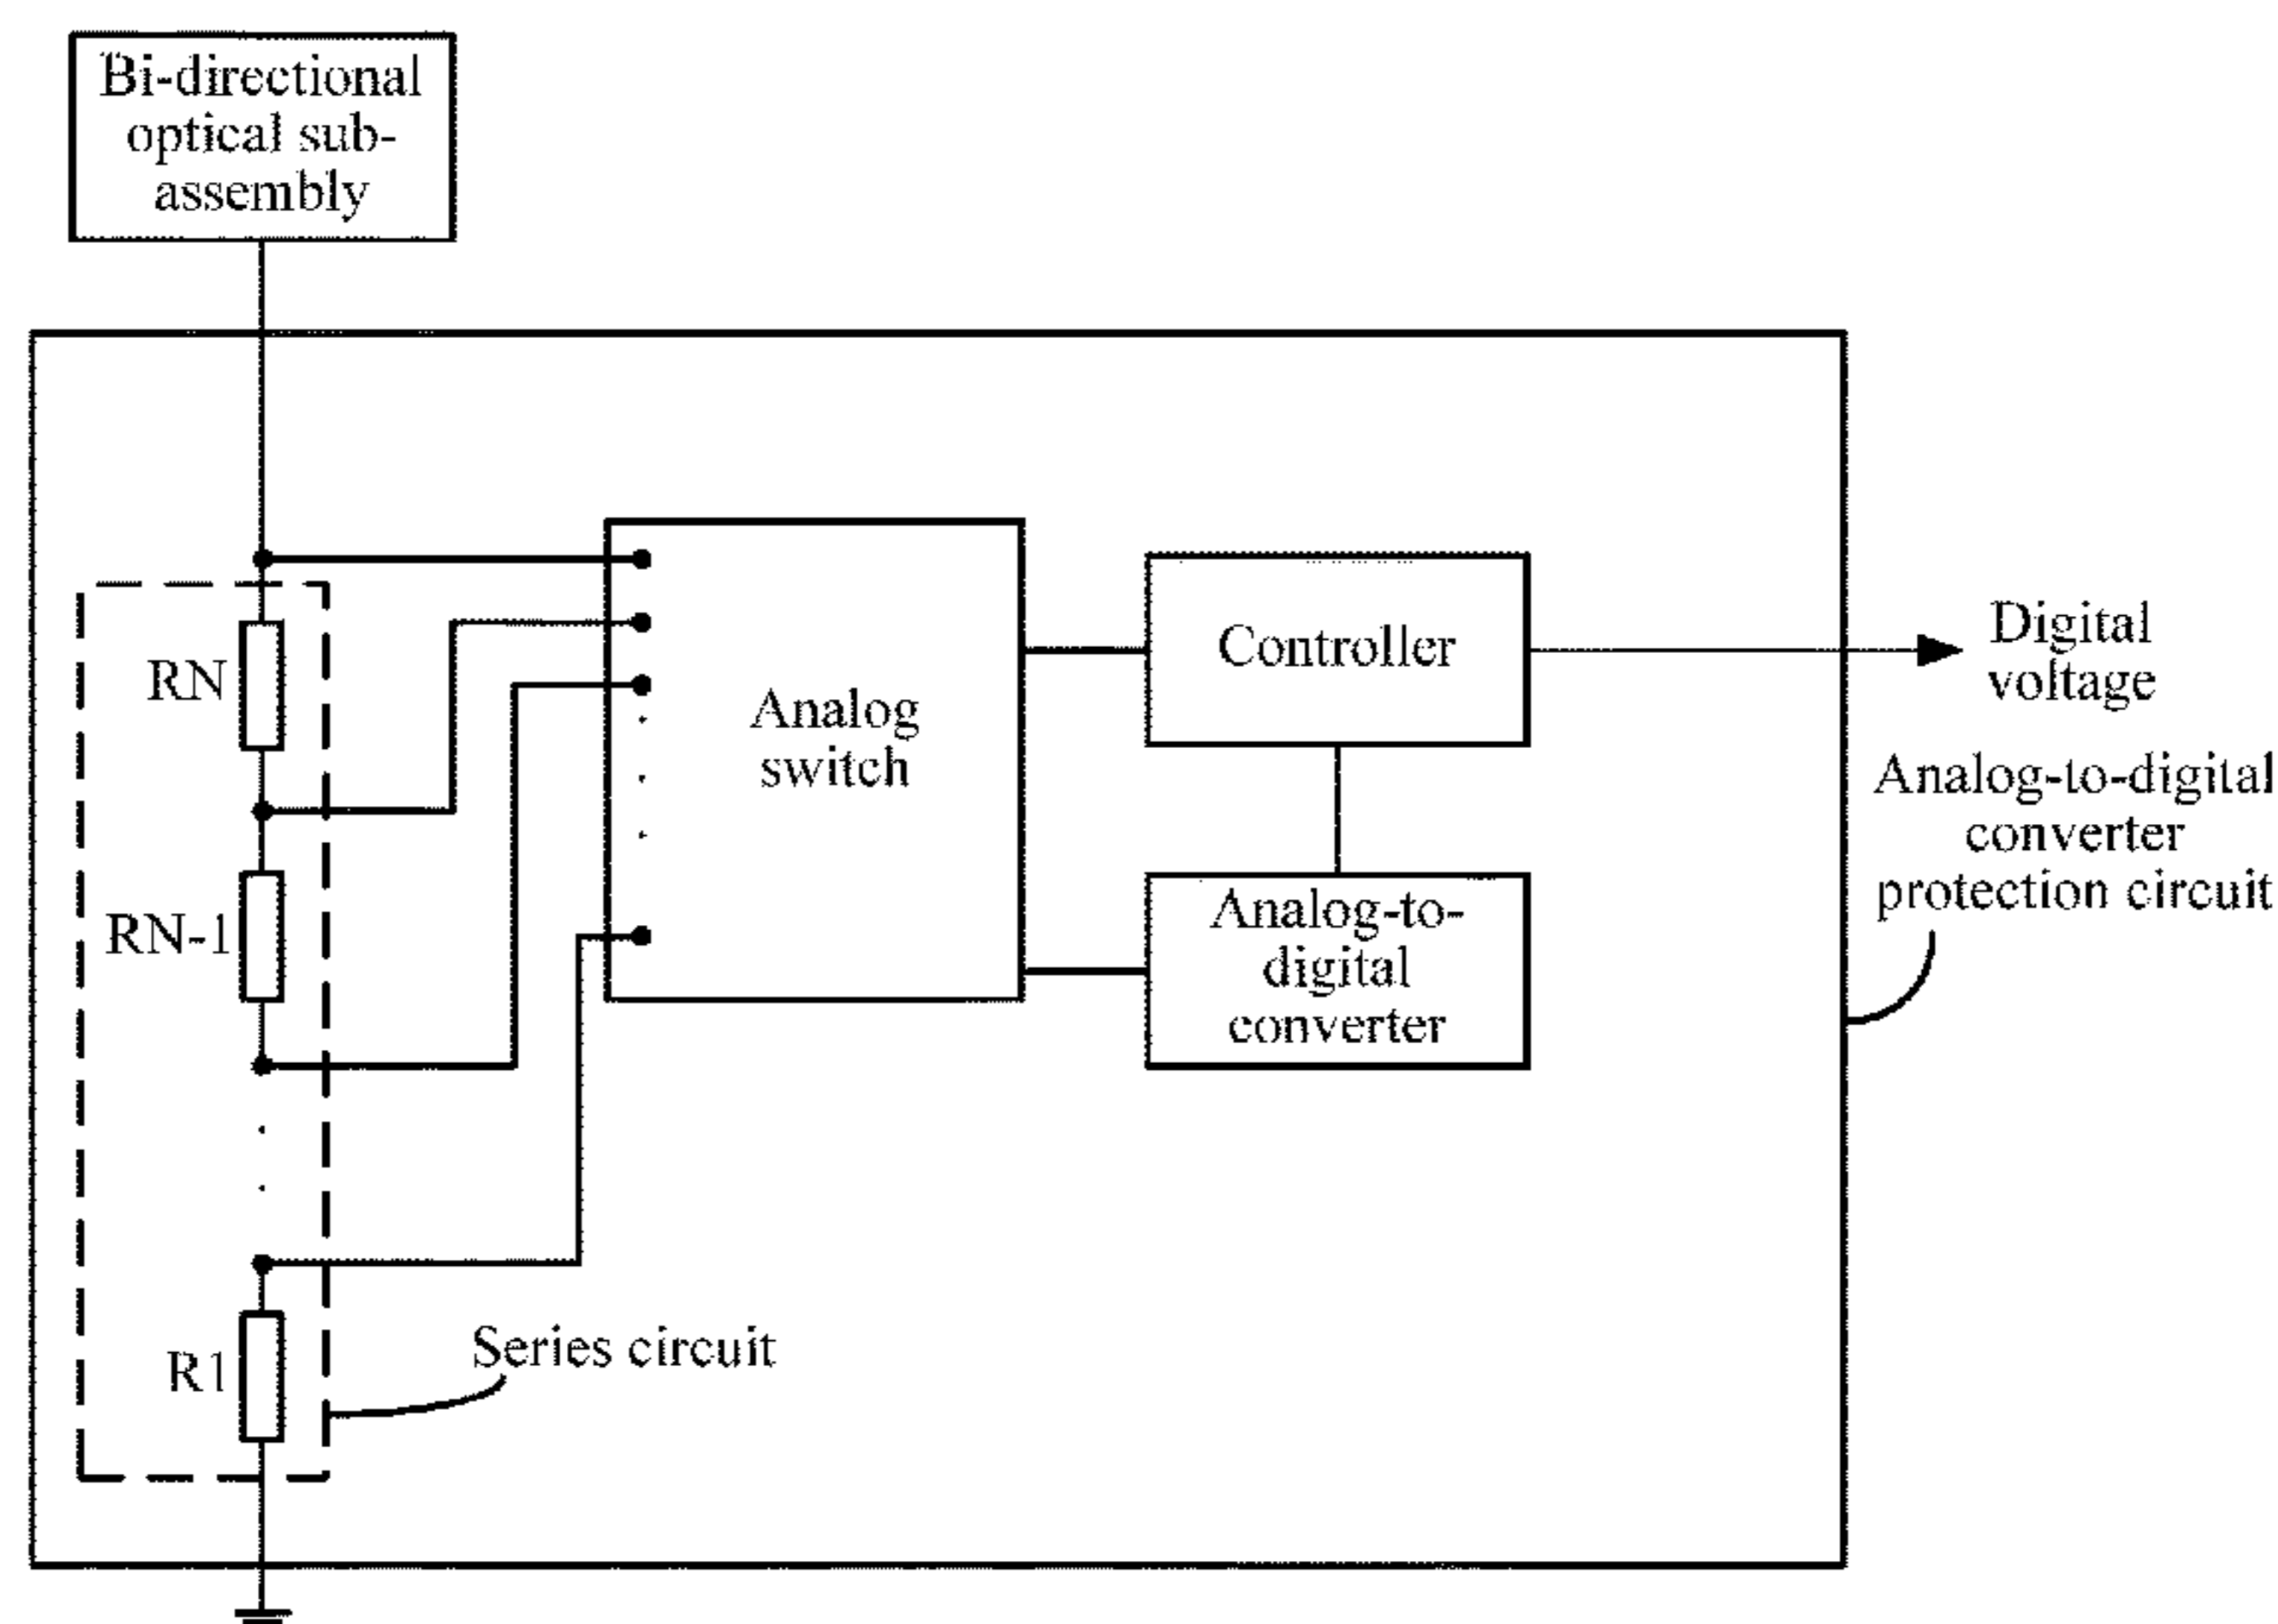 Bi-directional
optical sub-
assembly
RN
RN-1
R1
Series circuit
Analog
switch
Controller
Analog-to-
digital
converter
Digital
voltage
Analog-to-digital
converter
protection circuit